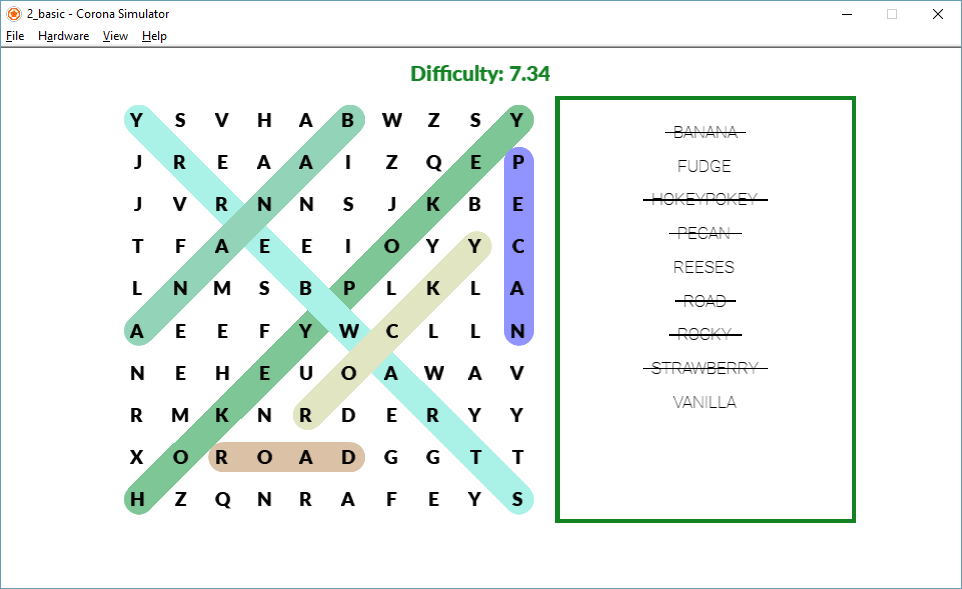 2_basic - Corona Simulator
File Hardware View Help
Difficulty: 7.34
Y S V H A B W Z S Y
J R E A A I Z Q E P
J V R N N S J K B E
T F A E E I O Y Y C
L N M S B P L K L A
A E E F Y W C L L N
N E H E U O A W A V
R M K N R D E R Y Y
X O R O A D G G T T
H Z Q N R A F E Y S
BANANA
FUDGE
HOKEYPOKEY
PECAN
REESES
ROAD
ROCKY
STRAWBERRY
VANILLA